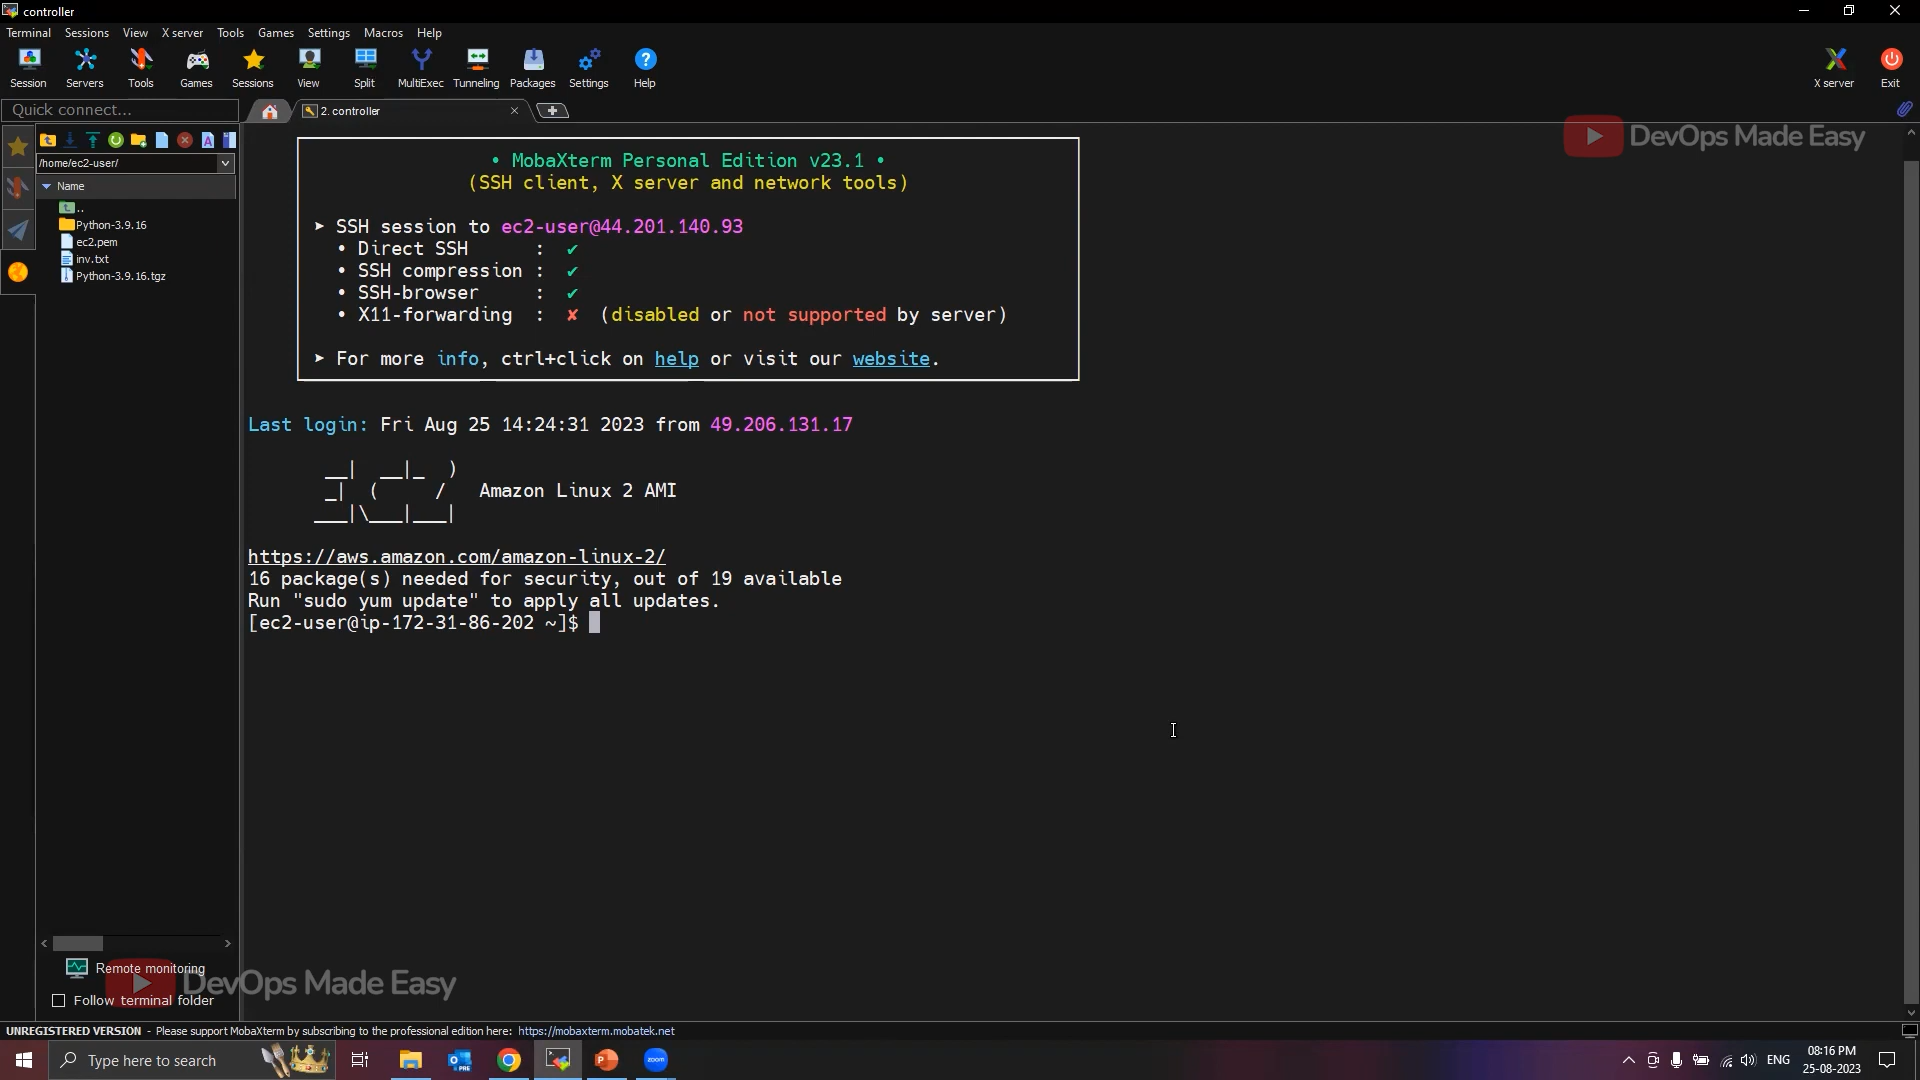 controller
Terminal Sessions View X server Tools Games Settings Macros Help
Session Servers Tools Games Sessions View Split MultiExec Tunneling Packages Settings Help X server Exit
Quick connect...
2. controller
DevOps Made Easy
/home/ec2-user/
Name
..
Python-3.9.16
ec2.pem
inv.txt
Python-3.9.16.tgz
• MobaXterm Personal Edition v23.1 •
(SSH client, X server and network tools)
➤ SSH session to ec2-user@44.201.140.93
• Direct SSH : ✔
• SSH compression : ✔
• SSH-browser : ✔
• X11-forwarding : ✘ (disabled or not supported by server)
➤ For more info, ctrl+click on help or visit our website.
Last login: Fri Aug 25 14:24:31 2023 from 49.206.131.17
__| __|_ )
_| ( / Amazon Linux 2 AMI
___|\___|___|
https://aws.amazon.com/amazon-linux-2/
16 package(s) needed for security, out of 19 available
Run "sudo yum update" to apply all updates.
[ec2-user@ip-172-31-86-202 ~]$
Remote monitoring
DevOps Made Easy
Follow terminal folder
UNREGISTERED VERSION - Please support MobaXterm by subscribing to the professional edition here: https://mobaxterm.mobatek.net
Type here to search
zoom
ENG
08:16 PM
25-08-2023